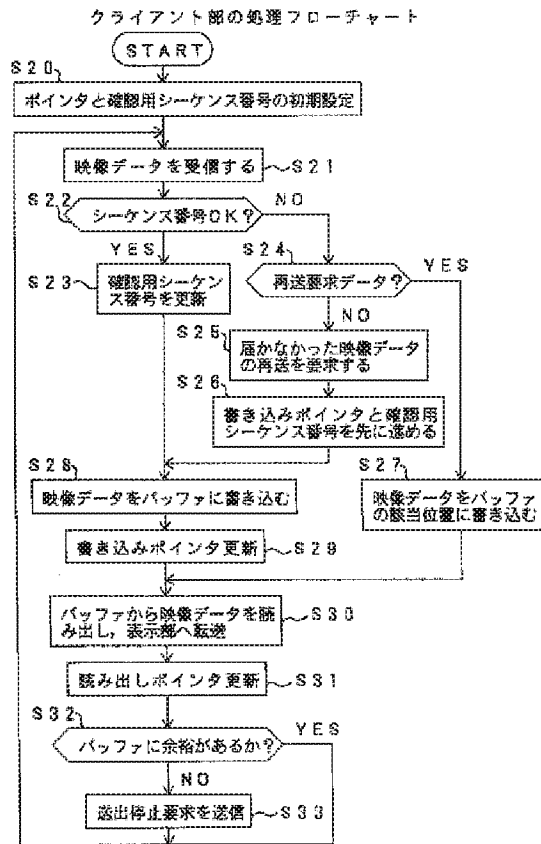 クライアント部の処理フローチャート
START
S20
ポインタと確認用シーケンス番号の初期設定
映像データを受信する
S21
S22
シーケンス番号OK?
NO
YES
S24
S23
確認用シーケン
ス番号を更新
再送要求データ?
YES
NO
S25
届かなかった映像データ
の再送を要求する
S26
書き込みポインタと確認用
シーケンス番号を先に進める
S28
S27
映像データをバッファに書き込む
映像データをバッファ
の該当位置に書き込む
書き込みポインタ更新
S29
バッファから映像データを読
み出し,表示部へ転送
S30
読み出しポインタ更新
S31
S32
バッファに余裕があるか?
YES
NO
送出停止要求を送信
S33